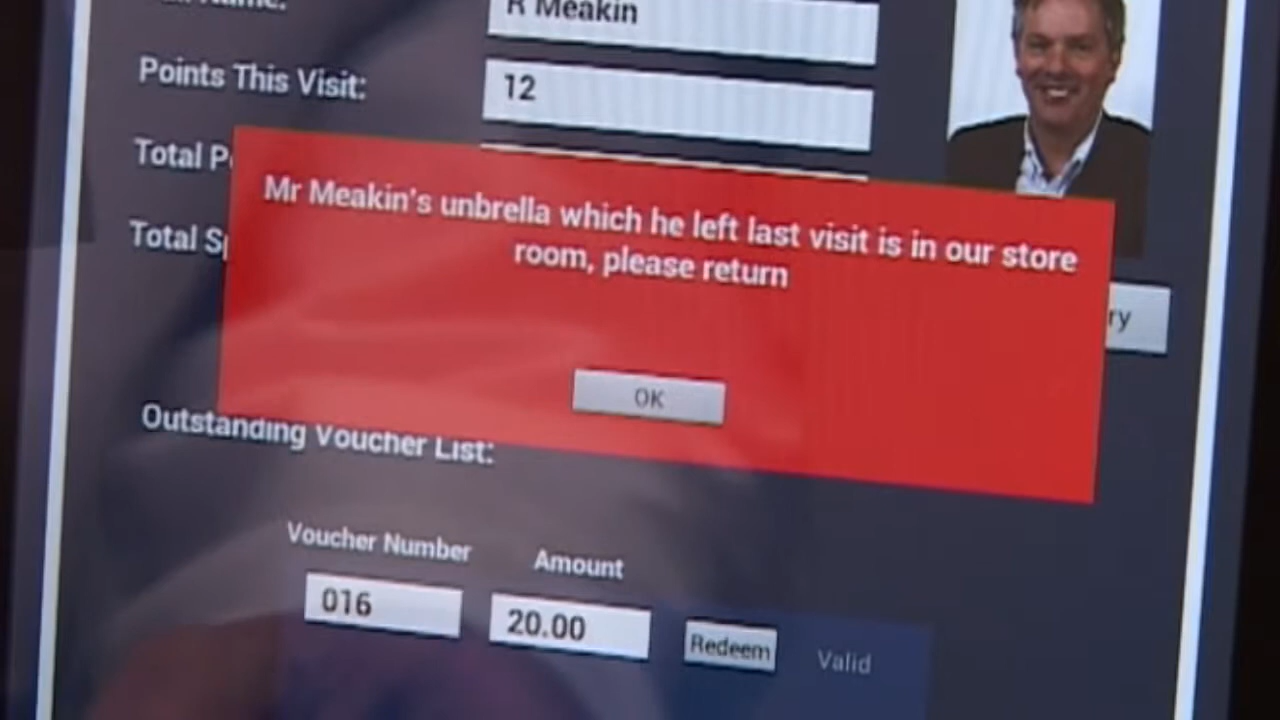 Name:
R Meakin
Points This Visit:
12
Total
Mr Meakin's unbrella which he left last visit is in our store
room, please return
Total
ry
OK
Outstanding Voucher List:
Voucher Number
Amount
016
20.00
Redeem
Valid